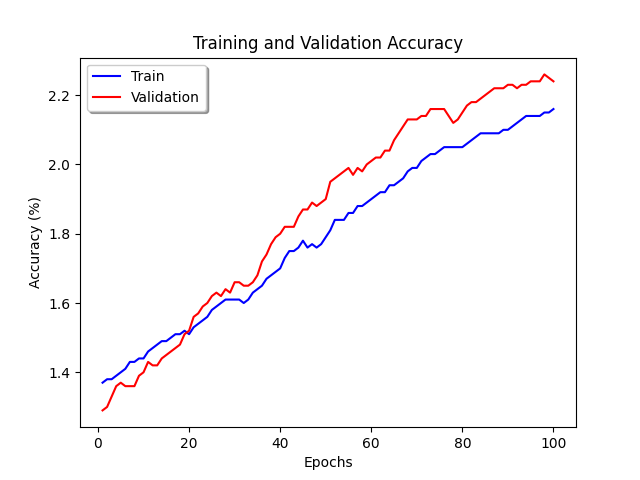 Training and Validation Accuracy
Train
Validation
Accuracy (%)
2.2
2.0
1.8
1.6
1.4
0 20 40 60 80 100
Epochs